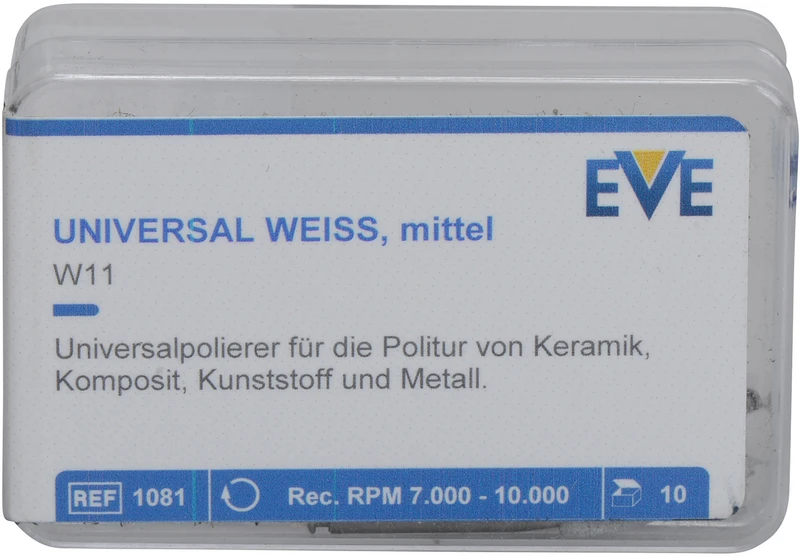 EVE
UNIVERSAL WEISS, mittel
W11
Universalpolierer für die Politur von Keramik,
Komposit, Kunststoff und Metall.
REF 1081 Rec. RPM 7.000 - 10.000 10